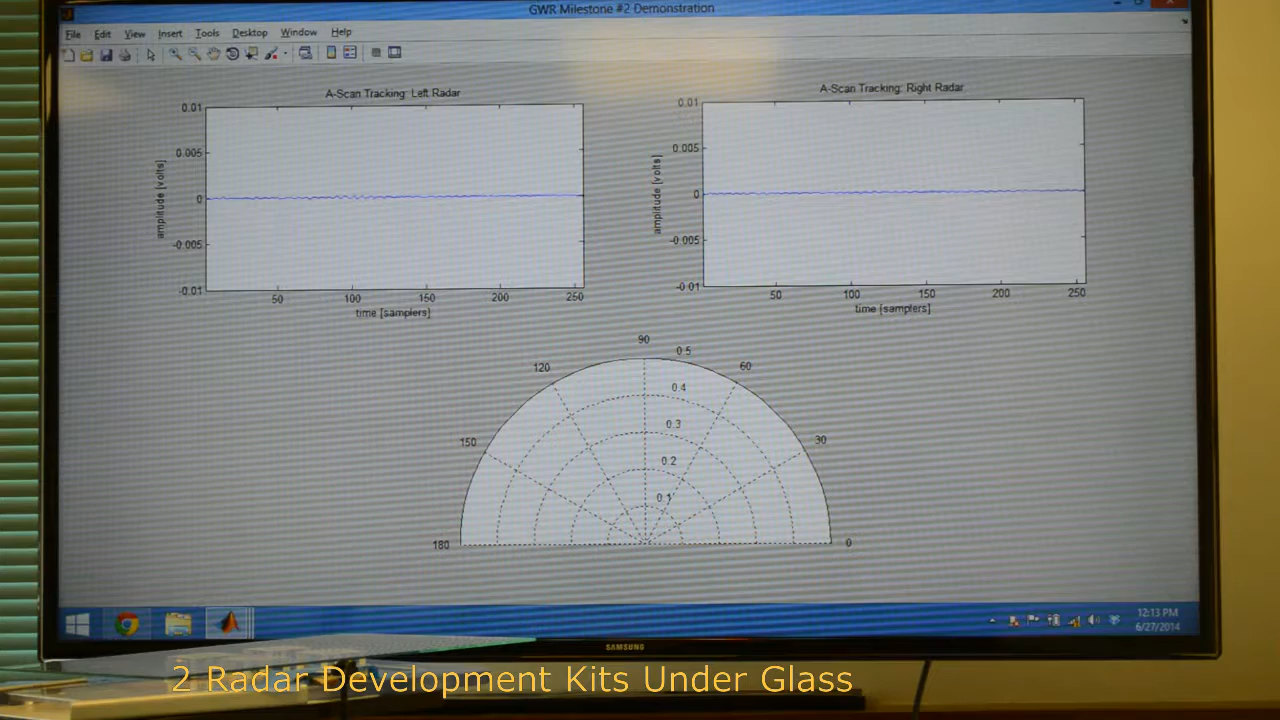 GWR Milestone #2 Demonstration
File Edit View Insert Tools Desktop Window Help
A-Scan Tracking: Left Radar
0.01
0.005
0
-0.005
-0.01
amplitude [volts]
50 100 150 200 250
time [samplers]
A-Scan Tracking: Right Radar
0.01
0.005
0
-0.005
-0.01
amplitude [volts]
50 100 150 200 250
time [samplers]
90
120 60
150 30
180 0
0.5
0.4
0.3
0.2
0.1
12:13 PM
6/27/2014
SAMSUNG
2 Radar Development Kits Under Glass